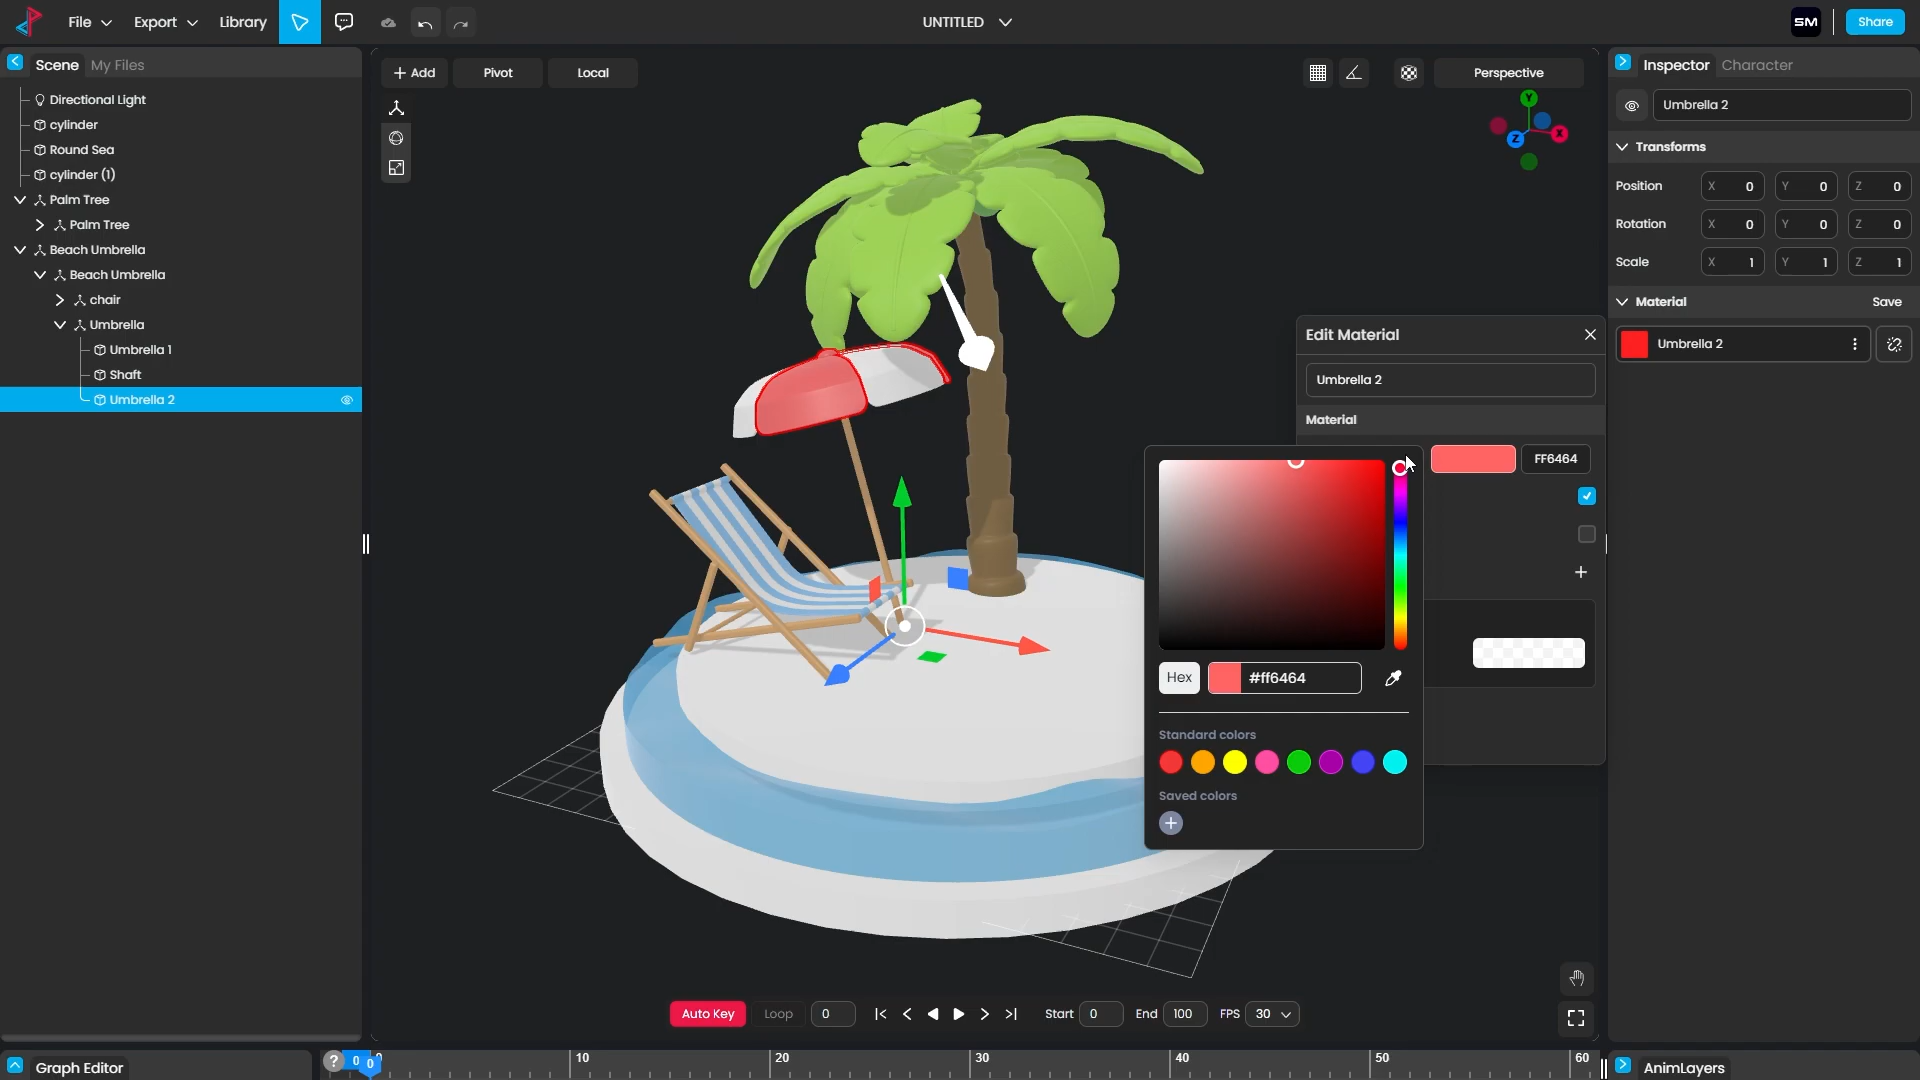 File Export Library UNTITLED SM Share
Scene My Files
Directional Light
cylinder
Round Sea
cylinder (1)
Palm Tree
Palm Tree
Beach Umbrella
Beach Umbrella
chair
Umbrella
Umbrella 1
Shaft
Umbrella 2
+ Add Pivot Local Perspective
Y
X
Z
Inspector Character
Umbrella 2
Transforms
Position X 0 Y 0 Z 0
Rotation X 0 Y 0 Z 0
Scale X 1 Y 1 Z 1
Material Save
Umbrella 2
Edit Material
Umbrella 2
Material
FF6464
Hex #ff6464
Standard colors
Saved colors
Auto Key Loop 0 Start 0 End 100 FPS 30
Graph Editor ? 0 0 10 20 30 40 50 60 AnimLayers